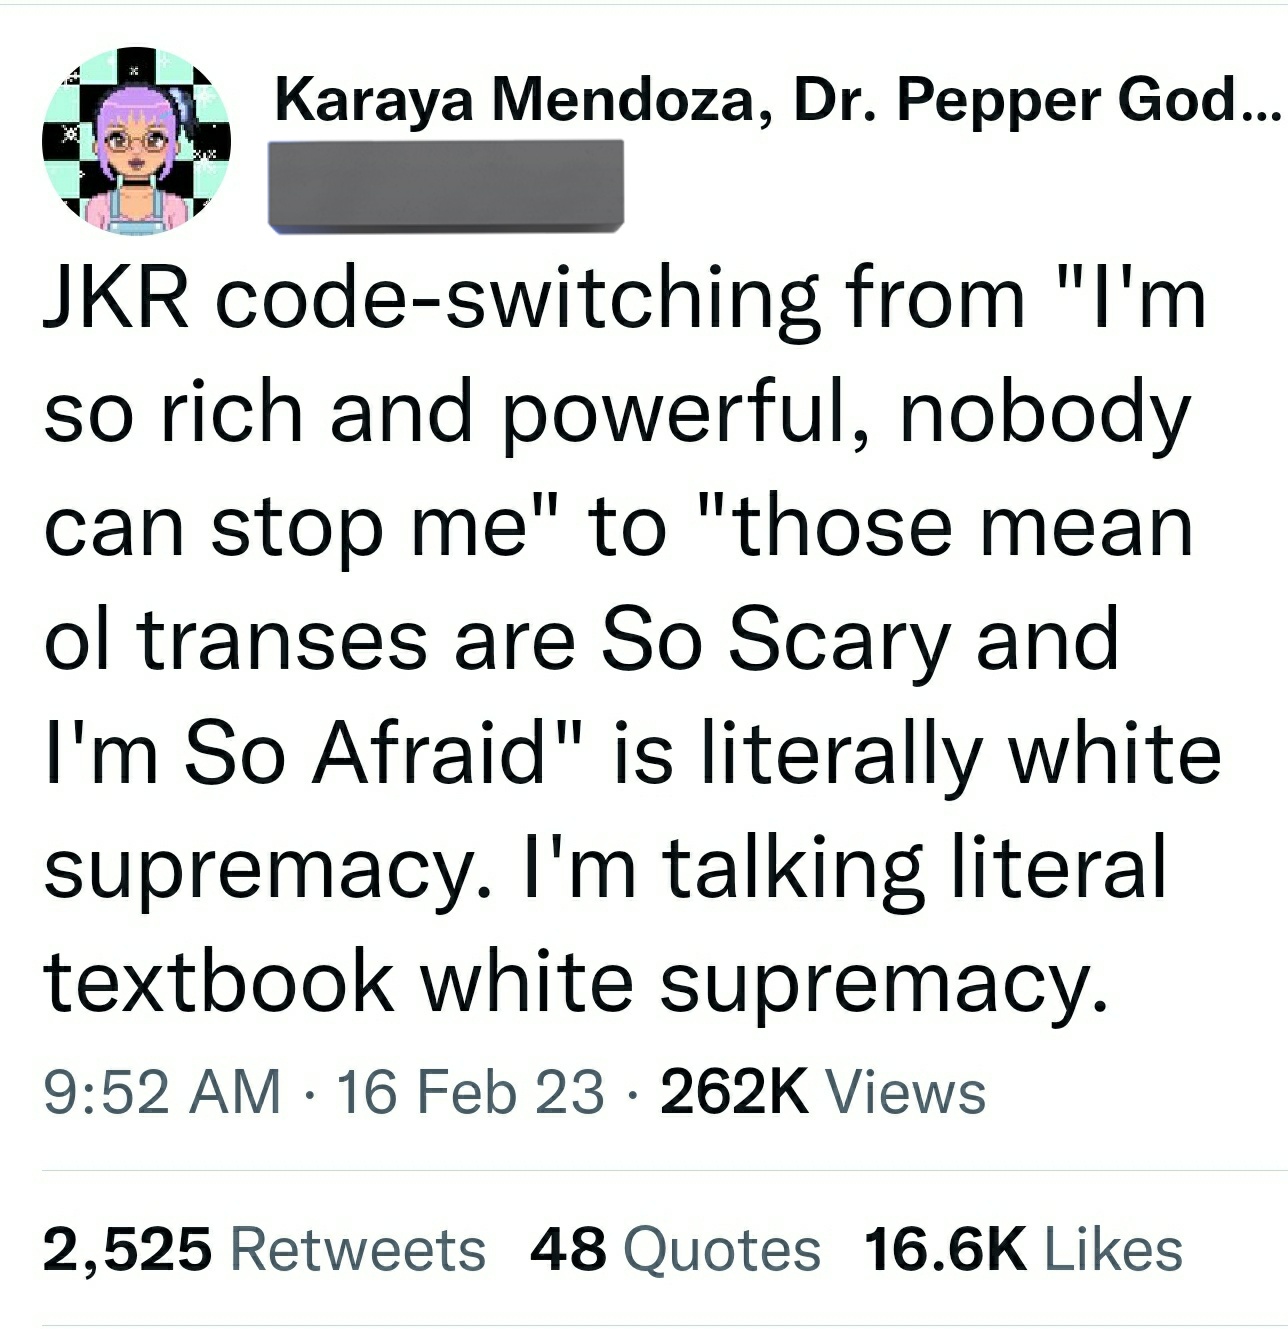 Karaya Mendoza, Dr. Pepper God...
JKR code-switching from "I'm
so rich and powerful, nobody
can stop me" to "those mean
ol transes are So Scary and
I'm So Afraid" is literally white
supremacy. I'm talking literal
textbook white supremacy.
9:52 AM · 16 Feb 23 · 262K Views
2,525 Retweets 48 Quotes 16.6K Likes